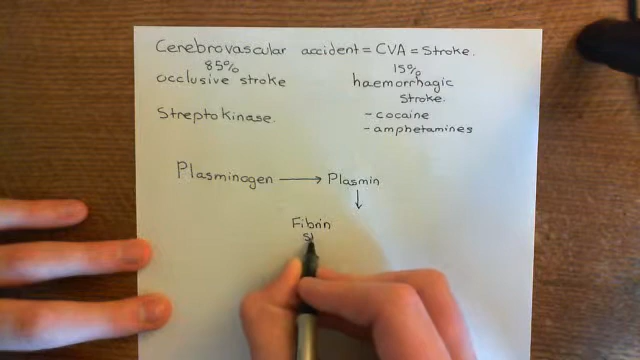 Cerebrovascular accident = CVA = Stroke.
85% 15%
occlusive stroke haemorrhagic
Stroke.
Streptokinase. - cocaine
- amphetamines
Plasminogen → Plasmin
↓
Fibrin